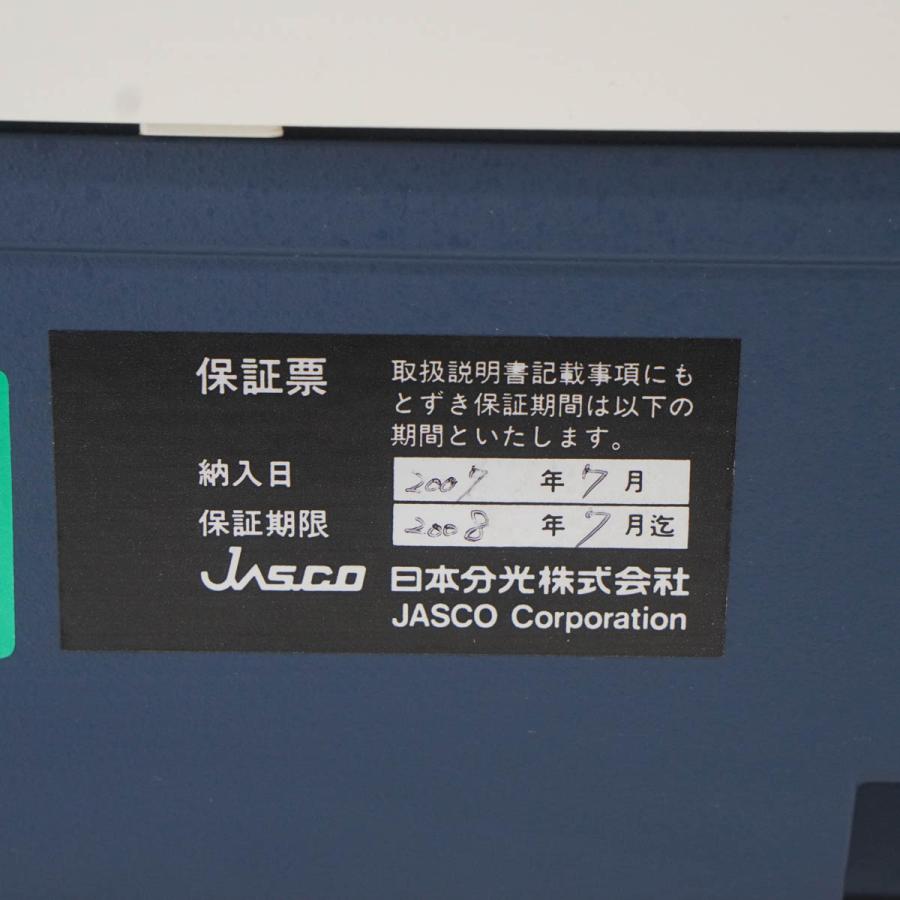 保証票
取扱説明書記載事項にも
とずき保証期間は以下の
期間といたします。
納入日 2007 年 7 月
保証期限 2008 年 7 月迄
JASCO 日本分光株式会社
JASCO Corporation